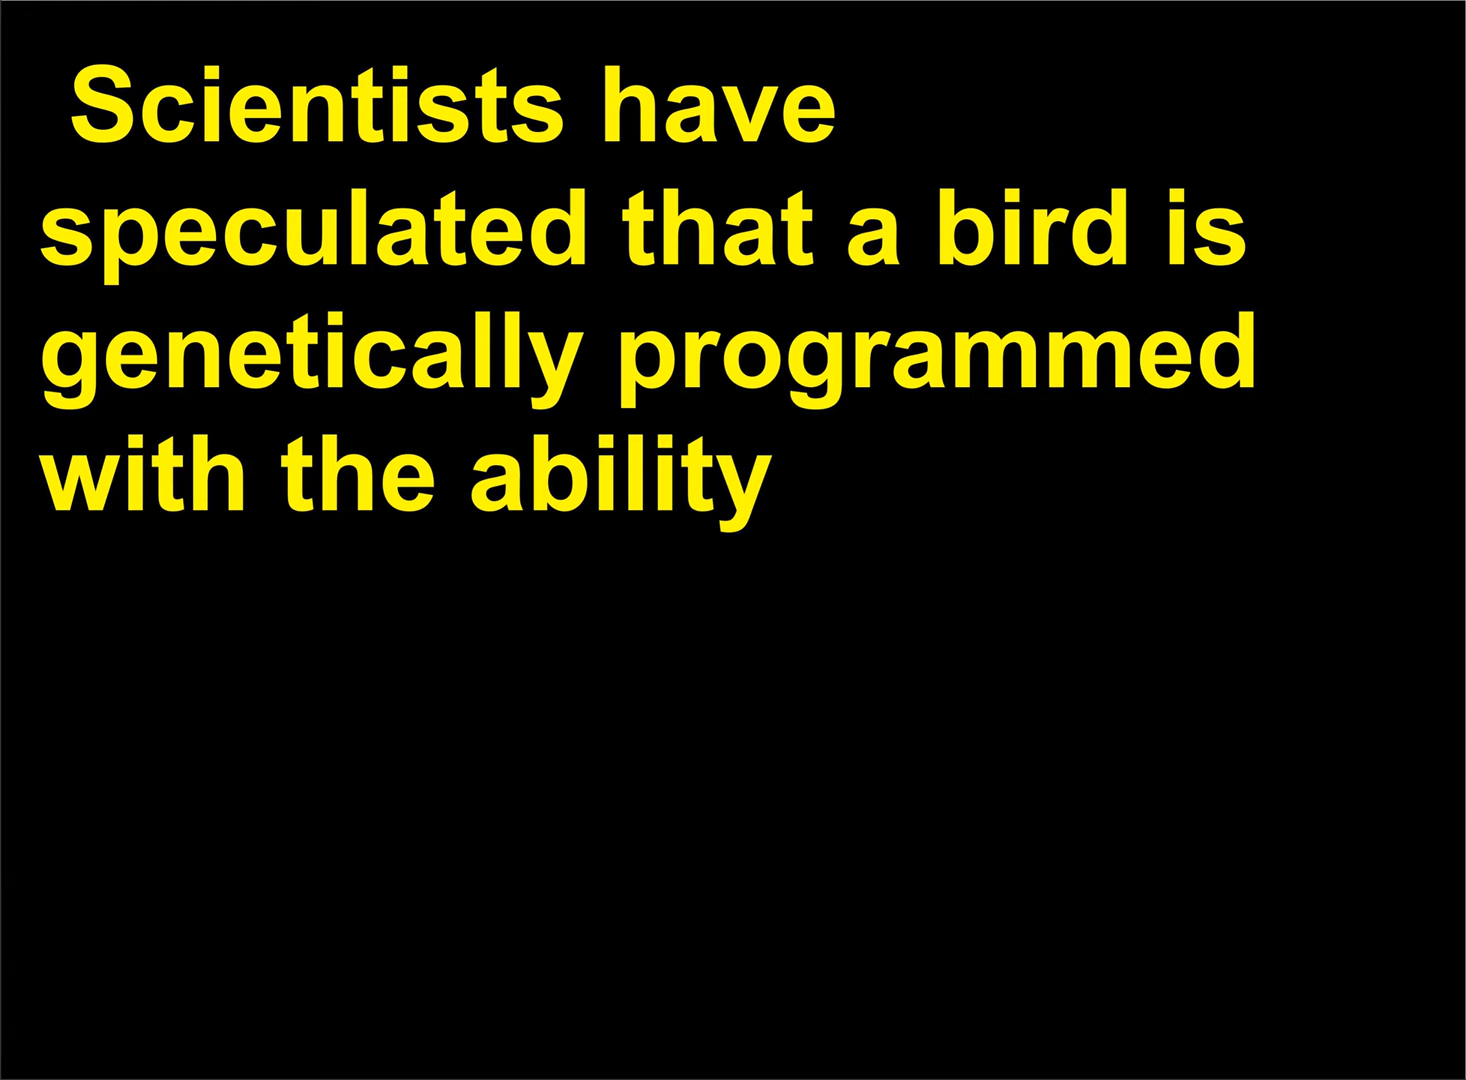 Scientists have
speculated that a bird is
genetically programmed
with the ability